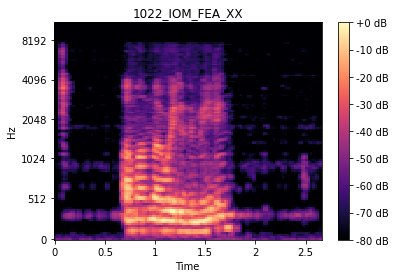 1022_IOM_FEA_XX
+0 dB
8192
-10 dB
4096
-20 dB
-30 dB
2048
Hz
-40 dB
1024
-50 dB
512
-60 dB
-70 dB
0
-80 dB
0
0.5
1
1.5
2
2.5
Time